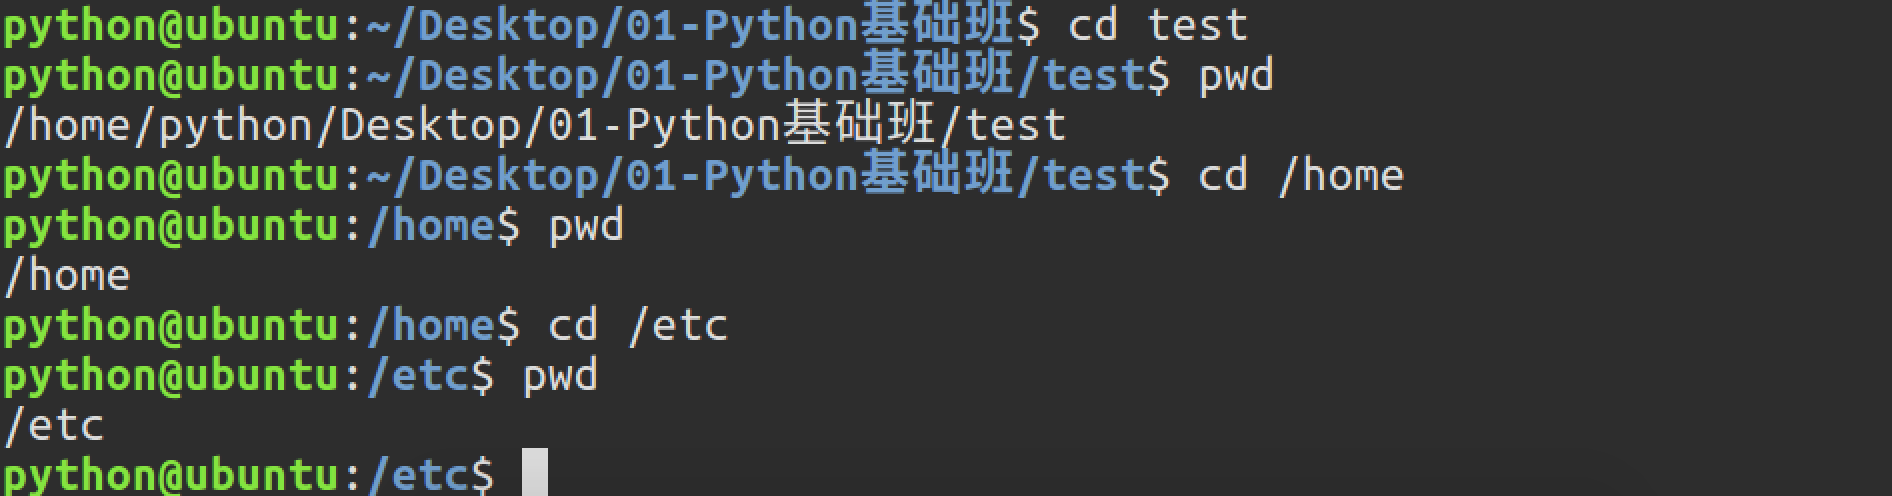 python@ubuntu:~/Desktop/01-Python基础班$ cd test
python@ubuntu:~/Desktop/01-Python基础班/test$ pwd
/home/python/Desktop/01-Python基础班/test
python@ubuntu:~/Desktop/01-Python基础班/test$ cd /home
python@ubuntu:/home$ pwd
/home
python@ubuntu:/home$ cd /etc
python@ubuntu:/etc$ pwd
/etc
python@ubuntu:/etc$